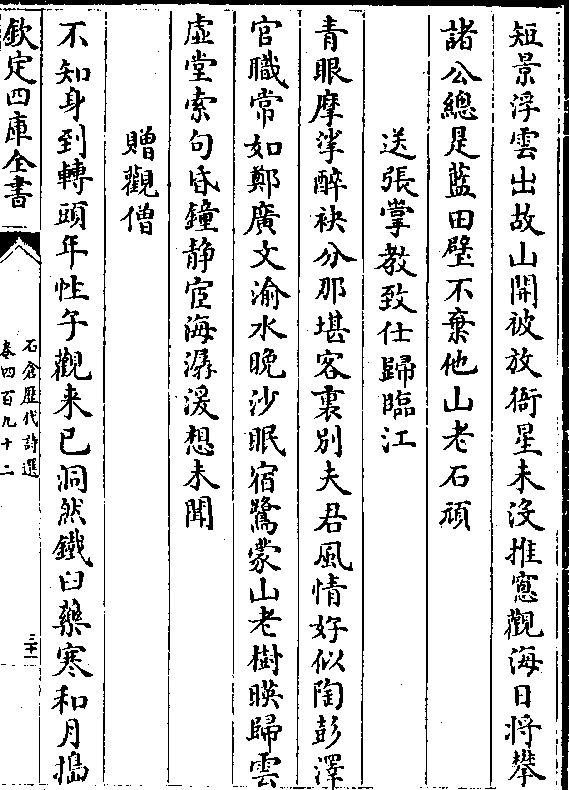 短景浮雲出故山開被放衙星未没推窻觀海日將攀
諸公總是藍田璧不棄他山老石頑
送張掌教致仕歸臨江
青眼摩挲醉袂分那堪客裏别夫君風情好似陶彭澤
官職常如鄭廣文渝水晚沙眠宿鷺蒙山老樹暎歸雲
虚堂索句昏鐘静宦海潺湲想未聞
贈觀僧
不知身到轉頭年性子觀来已洞然鐵臼藥寒和月搗
欽定四庫全書
石倉歷代詩選
卷四百九十二
三十一